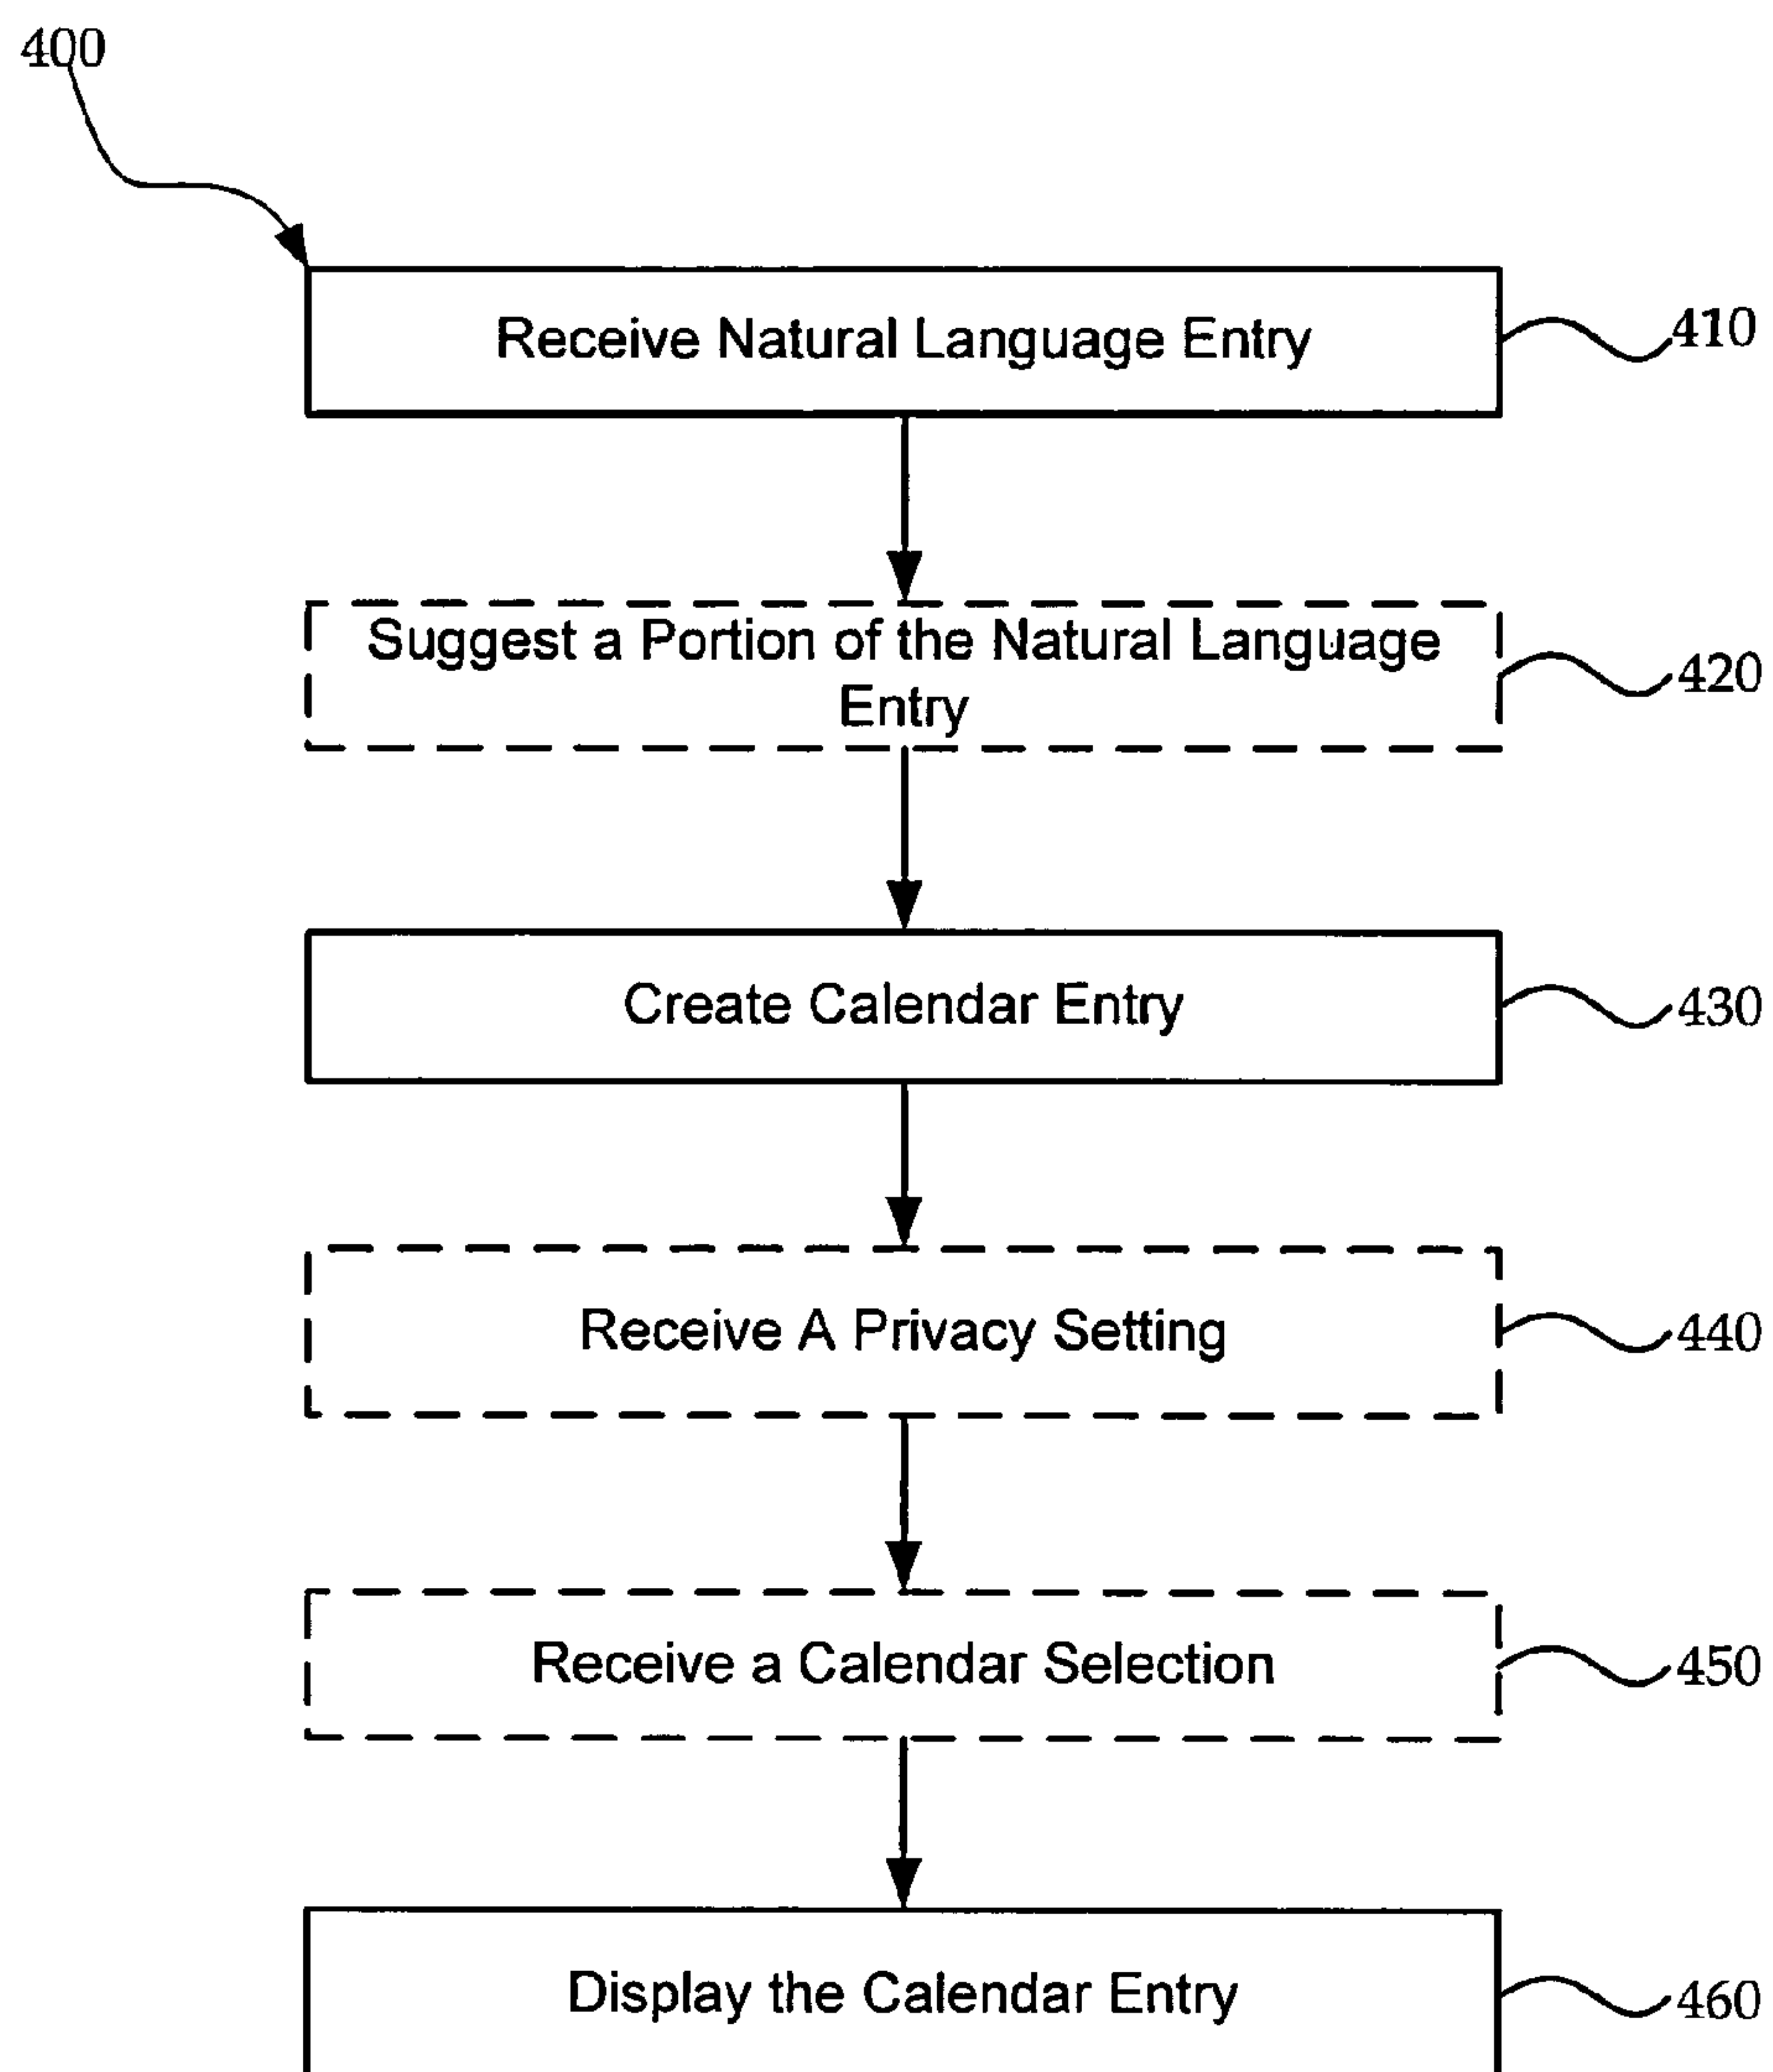 400
Receive Natural Language Entry
410
Suggest a Portion of the Natural Language
Entry
420
Create Calendar Entry
430
Receive A Privacy Setting
440
Receive a Calendar Selection
450
Display the Calendar Entry
460